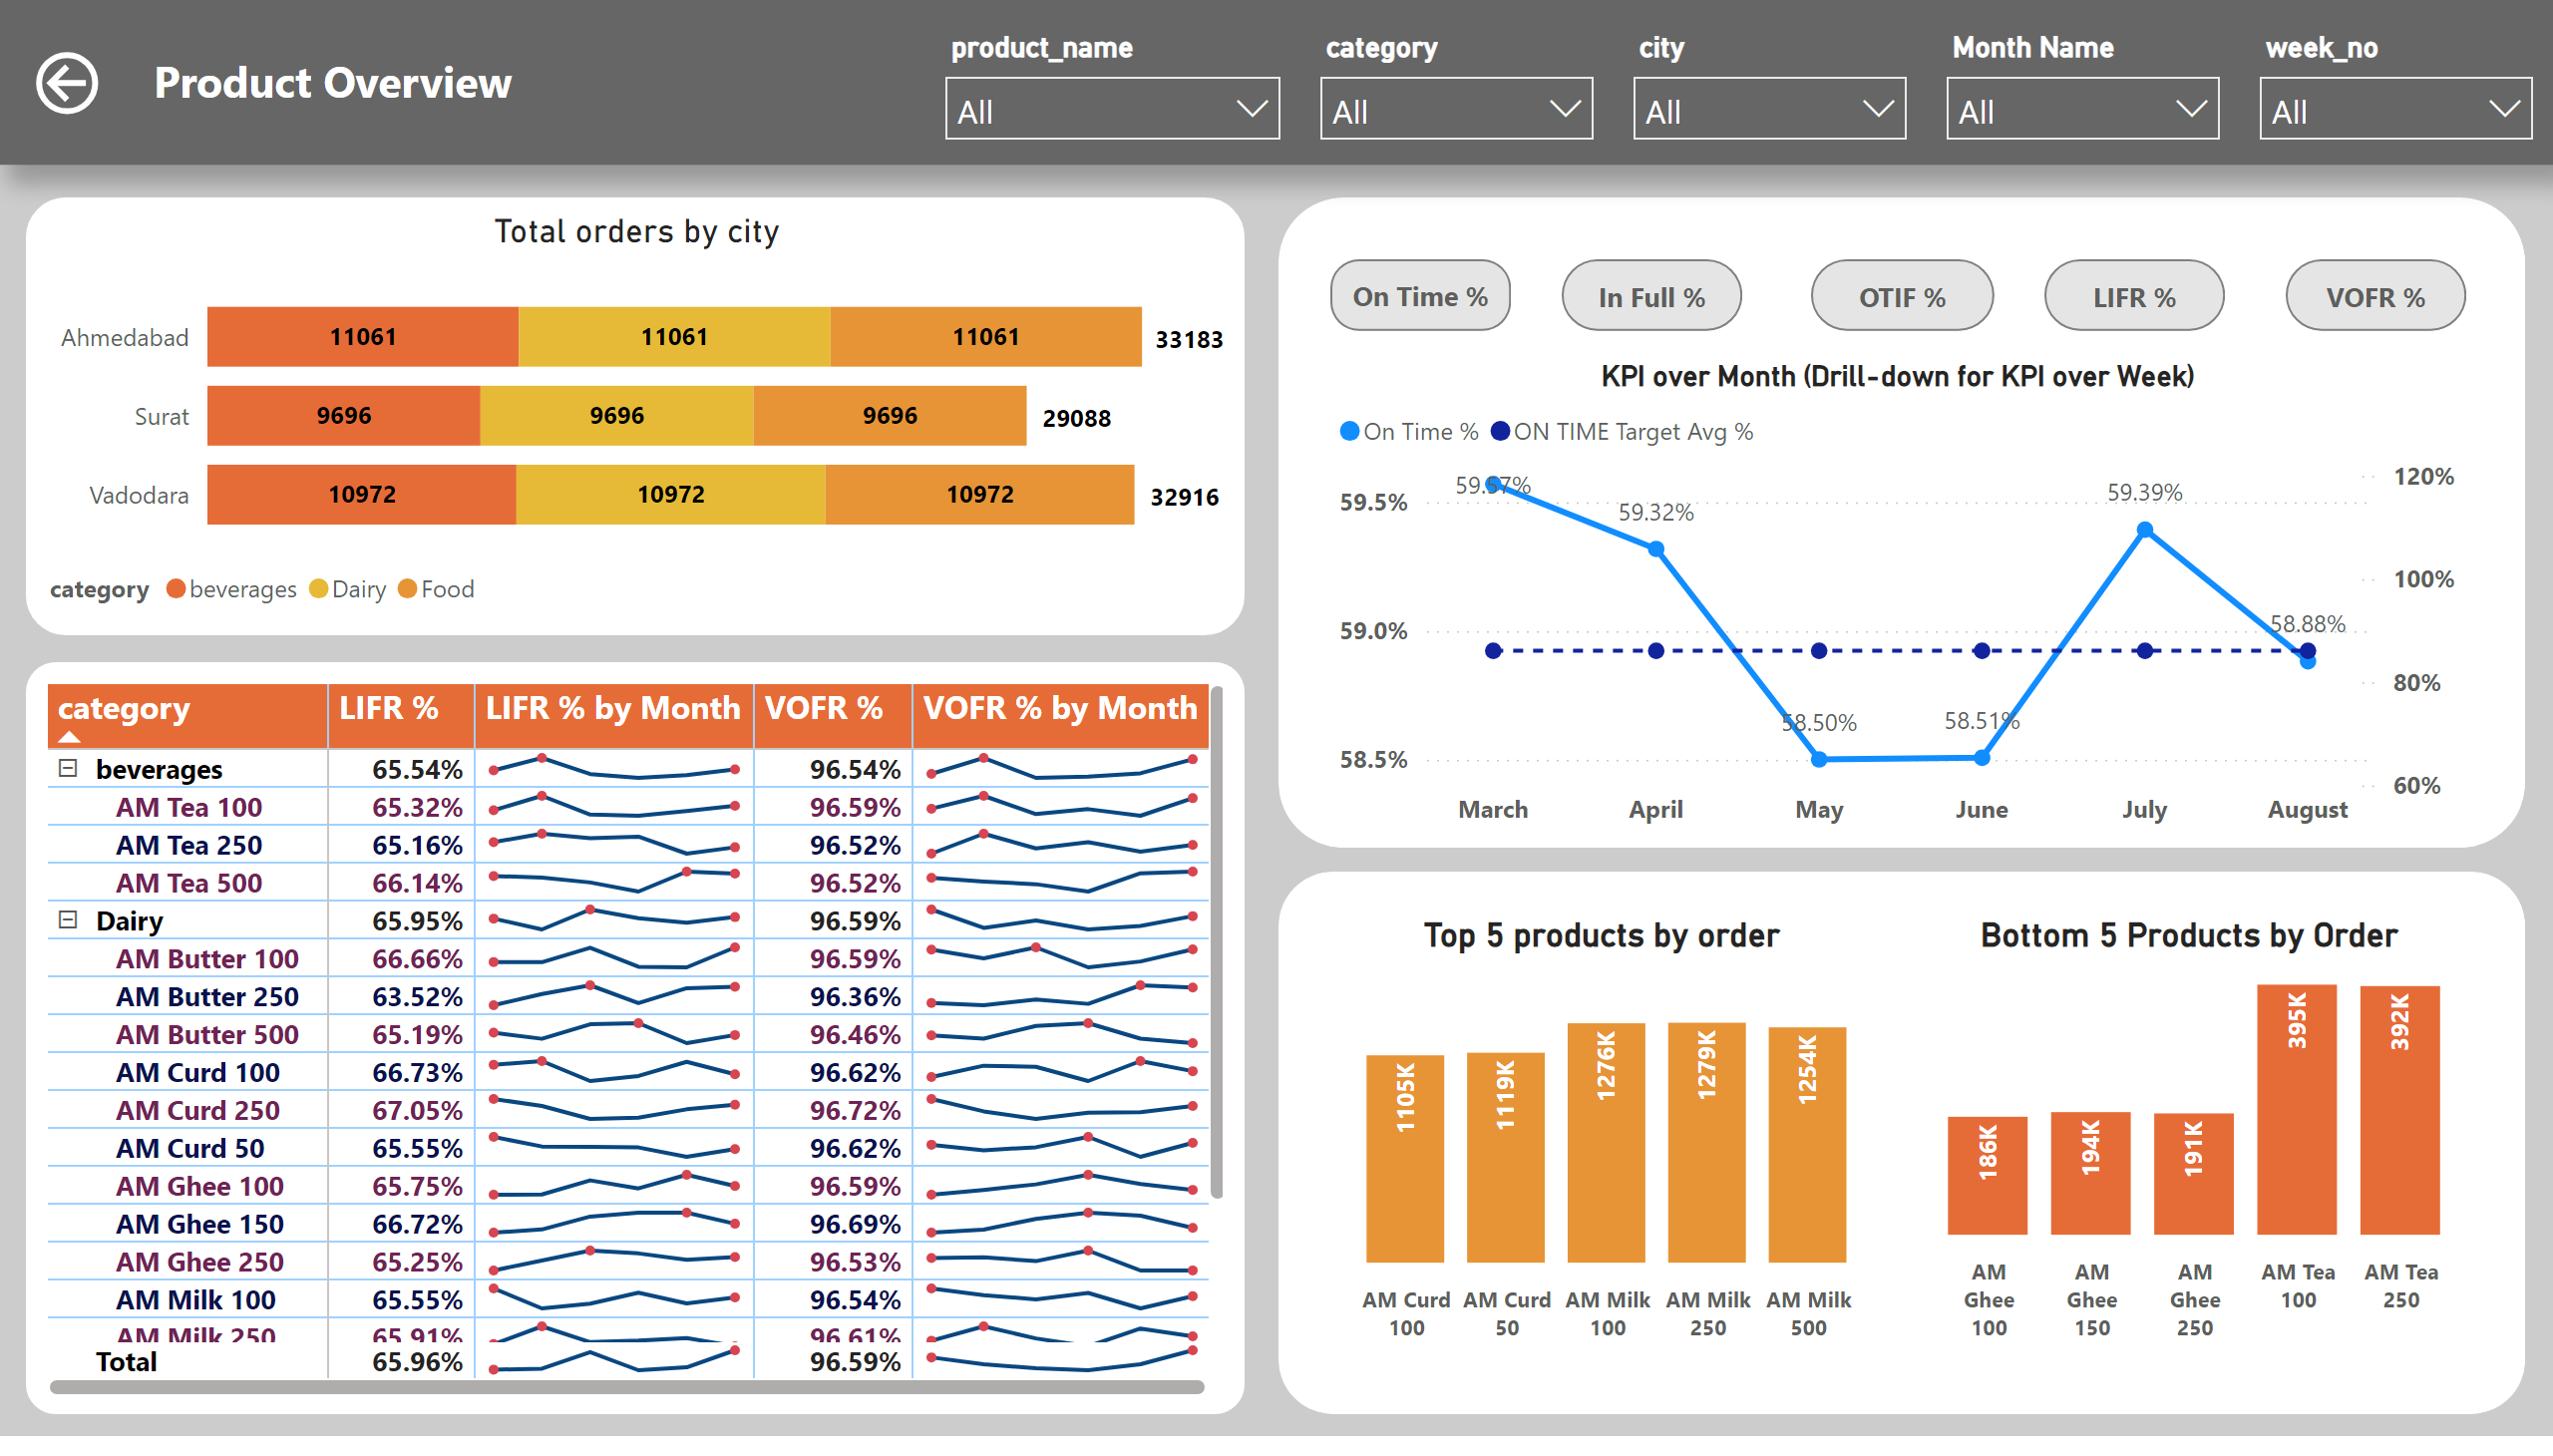 Product Overview
product_name
All
category
All
city
All
Month Name
All
week_no
All
Total orders by city
Ahmedabad 11061 11061 11061 33183
Surat 9696 9696 9696 29088
Vadodara 10972 10972 10972 32916
category beverages Dairy Food
category LIFR % LIFR % by Month VOFR % VOFR % by Month
beverages 65.54% 96.54%
AM Tea 100 65.32% 96.59%
AM Tea 250 65.16% 96.52%
AM Tea 500 66.14% 96.52%
Dairy 65.95% 96.59%
AM Butter 100 66.66% 96.59%
AM Butter 250 63.52% 96.36%
AM Butter 500 65.19% 96.46%
AM Curd 100 66.73% 96.62%
AM Curd 250 67.05% 96.72%
AM Curd 50 65.55% 96.62%
AM Ghee 100 65.75% 96.59%
AM Ghee 150 66.72% 96.69%
AM Ghee 250 65.25% 96.53%
AM Milk 100 65.55% 96.54%
AM Milk 250 65.91% 96.61%
Total 65.96% 96.59%
On Time % In Full % OTIF % LIFR % VOFR %
KPI over Month (Drill-down for KPI over Week)
On Time % ON TIME Target Avg %
59.5%
59.0%
58.5%
59.57%
59.32%
58.50%
58.51%
59.39%
58.88%
120%
100%
80%
60%
March April May June July August
Top 5 products by order
1105K 1119K 1276K 1279K 1254K
AM Curd AM Curd AM Milk AM Milk AM Milk
100 50 100 250 500
Bottom 5 Products by Order
186K 194K 191K 395K 392K
AM AM AM AM Tea AM Tea
Ghee Ghee Ghee 100 250
100 150 250